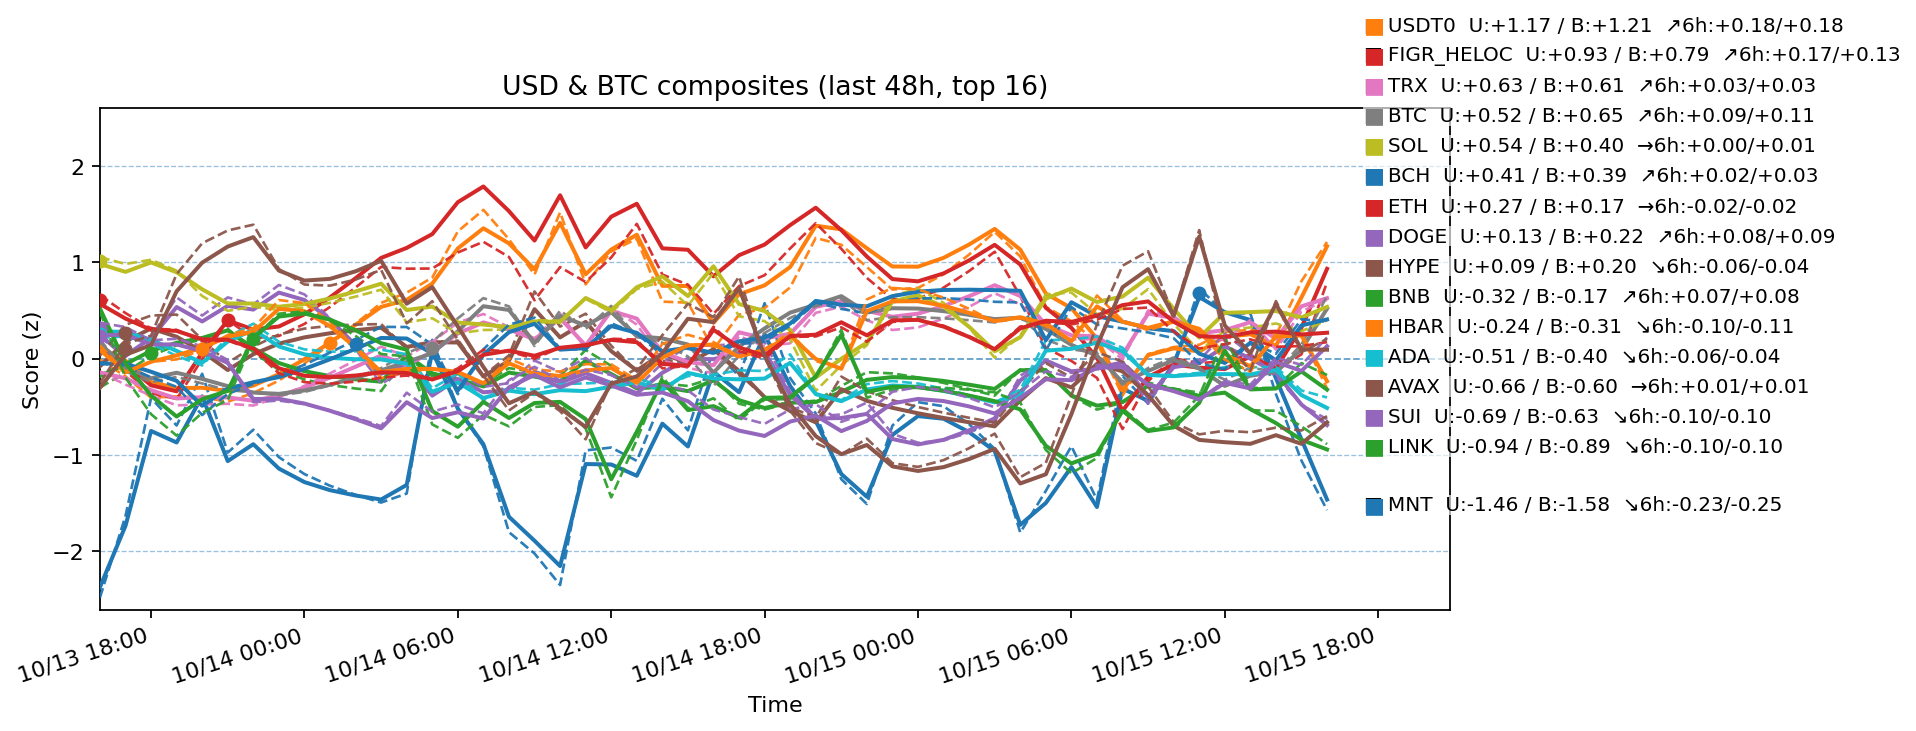 USD & BTC composites (last 48h, top 16)
USDT0 U:+1.17 / B:+1.21 ↗6h:+0.18/+0.18
FIGR_HELOC U:+0.93 / B:+0.79 ↗6h:+0.17/+0.13
TRX U:+0.63 / B:+0.61 ↗6h:+0.03/+0.03
BTC U:+0.52 / B:+0.65 ↗6h:+0.09/+0.11
SOL U:+0.54 / B:+0.40 →6h:+0.00/+0.01
BCH U:+0.41 / B:+0.39 ↗6h:+0.02/+0.03
ETH U:+0.27 / B:+0.17 →6h:-0.02/-0.02
DOGE U:+0.13 / B:+0.22 ↗6h:+0.08/+0.09
HYPE U:+0.09 / B:+0.20 ↘6h:-0.06/-0.04
BNB U:-0.32 / B:-0.17 ↗6h:+0.07/+0.08
HBAR U:-0.24 / B:-0.31 ↘6h:-0.10/-0.11
ADA U:-0.51 / B:-0.40 ↘6h:-0.06/-0.04
AVAX U:-0.66 / B:-0.60 →6h:+0.01/+0.01
SUI U:-0.69 / B:-0.63 ↘6h:-0.10/-0.10
LINK U:-0.94 / B:-0.89 ↘6h:-0.10/-0.10
MNT U:-1.46 / B:-1.58 ↘6h:-0.23/-0.25
Score (z)
2
1
0
−1
−2
10/13 18:00
10/14 00:00
10/14 06:00
10/14 12:00
10/14 18:00
10/15 00:00
10/15 06:00
10/15 12:00
10/15 18:00
Time